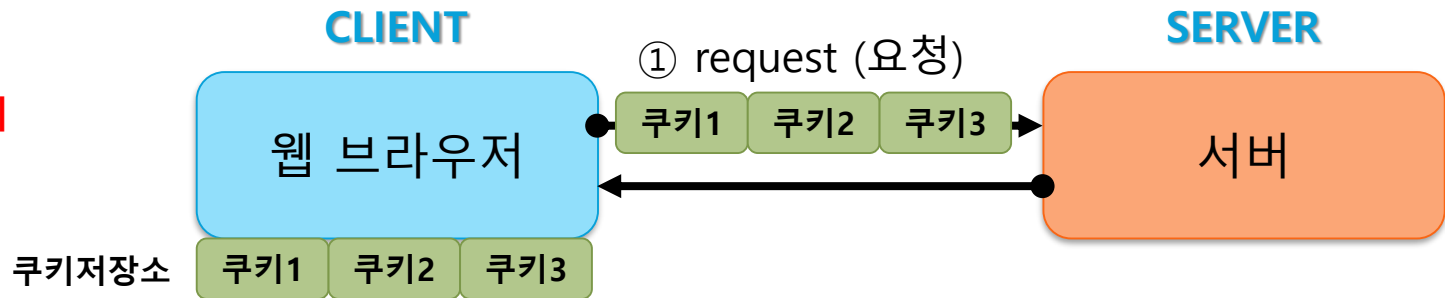 CLIENT
SERVER
① request (요청)
쿠키1 쿠키2 쿠키3
웹 브라우저
서버
쿠키저장소 쿠키1 쿠키2 쿠키3